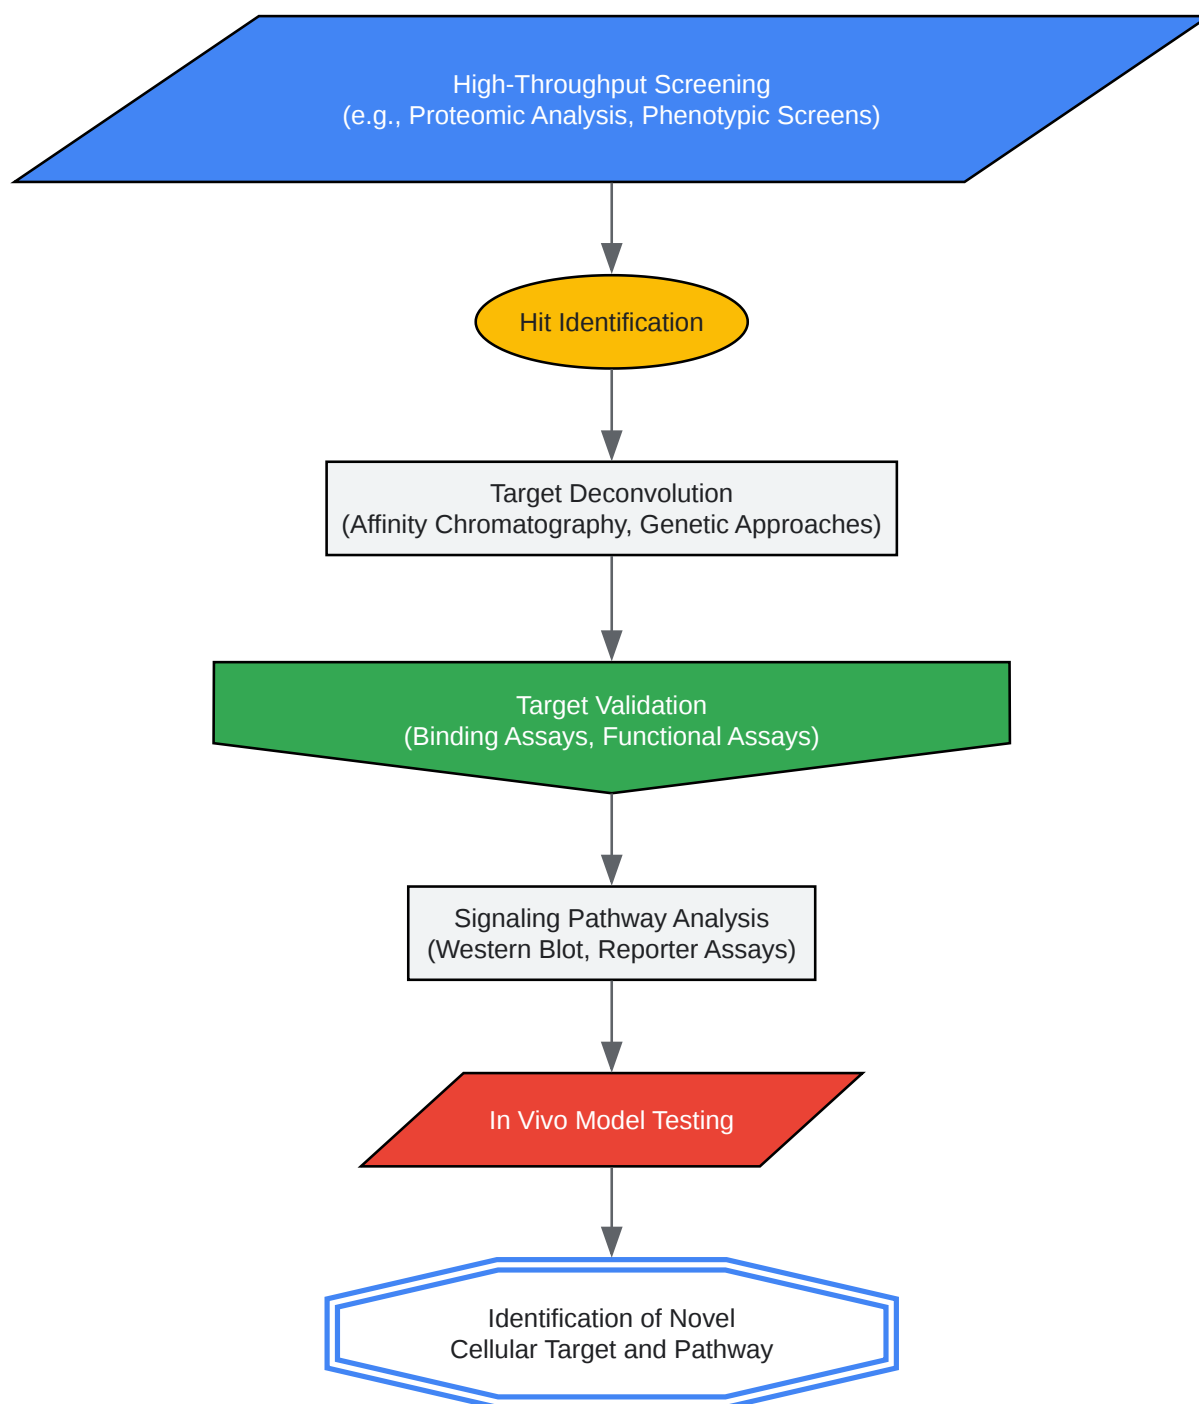 High-Throughput Screening
(e.g., Proteomic Analysis, Phenotypic Screens)
Hit Identification
Target Deconvolution
(Affinity Chromatography, Genetic Approaches)
Target Validation
(Binding Assays, Functional Assays)
Signaling Pathway Analysis
(Western Blot, Reporter Assays)
In Vivo Model Testing
Identification of Novel
Cellular Target and Pathway